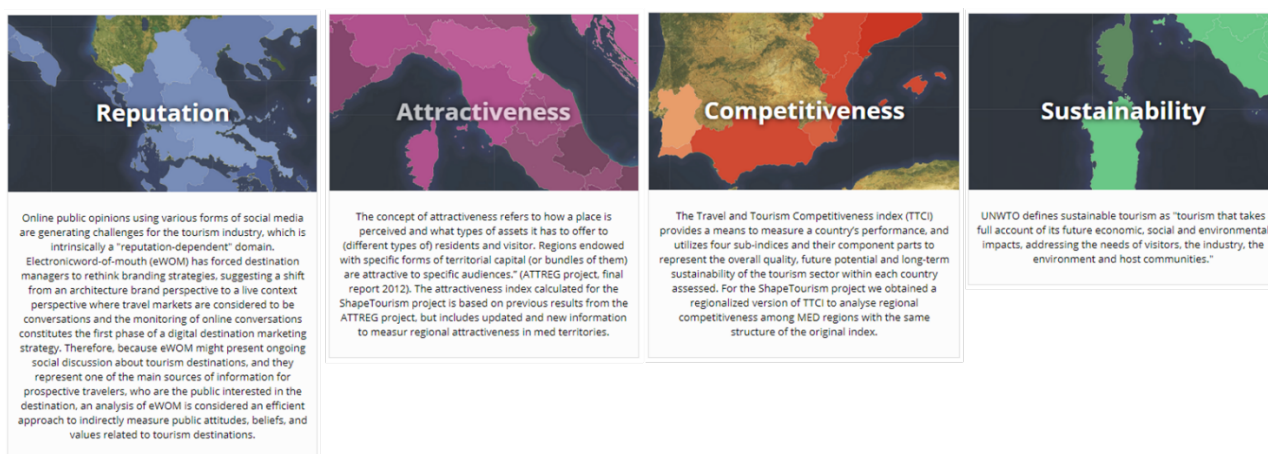 Reputation
Online public opinions using various forms of social media
are generating challenges for the tourism industry, which is
intrinsically a "reputation-dependent" domain.
Electronicword-of-mouth (eWOM) has forced destination
managers to rethink branding strategies, suggesting a shift
from an architecture brand perspective to a live context
perspective where travel markets are considered to be
conversations and the monitoring of online conversations
constitutes the first phase of a digital destination marketing
strategy. Therefore, because eWOM might present ongoing
social discussion about tourism destinations, and they
represent one of the main sources of information for
prospective travelers, who are the public interested in the
destination, an analysis of eWOM is considered an efficient
approach to indirectly measure public attitudes, beliefs, and
values related to tourism destinations.
Attractiveness
The concept of attractiveness refers to how a place is
perceived and what types of assets it has to offer to
(different types of) residents and visitor. Regions endowed
with specific forms of territorial capital (or bundles of them)
are attractive to specific audiences." (ATTREG project, final
report 2012). The attractiveness index calculated for the
ShapeTourism project is based on previous results from the
ATTREG project, but includes updated and new information
to measur regional attractiveness in med territories.
Competitiveness
The Travel and Tourism Competitiveness index (TTCI)
provides a means to measure a country's performance, and
utilizes four sub-indices and their component parts to
represent the overall quality, future potential and long-term
sustainability of the tourism sector within each country
assessed. For the ShapeTourism project we obtained a
regionalized version of TTCI to analyse regional
competitiveness among MED regions with the same
structure of the original index.
Sustainability
UNWTO defines sustainable tourism as "tourism that takes
full account of its future economic, social and environmental
impacts, addressing the needs of visitors, the industry, the
environment and host communities."